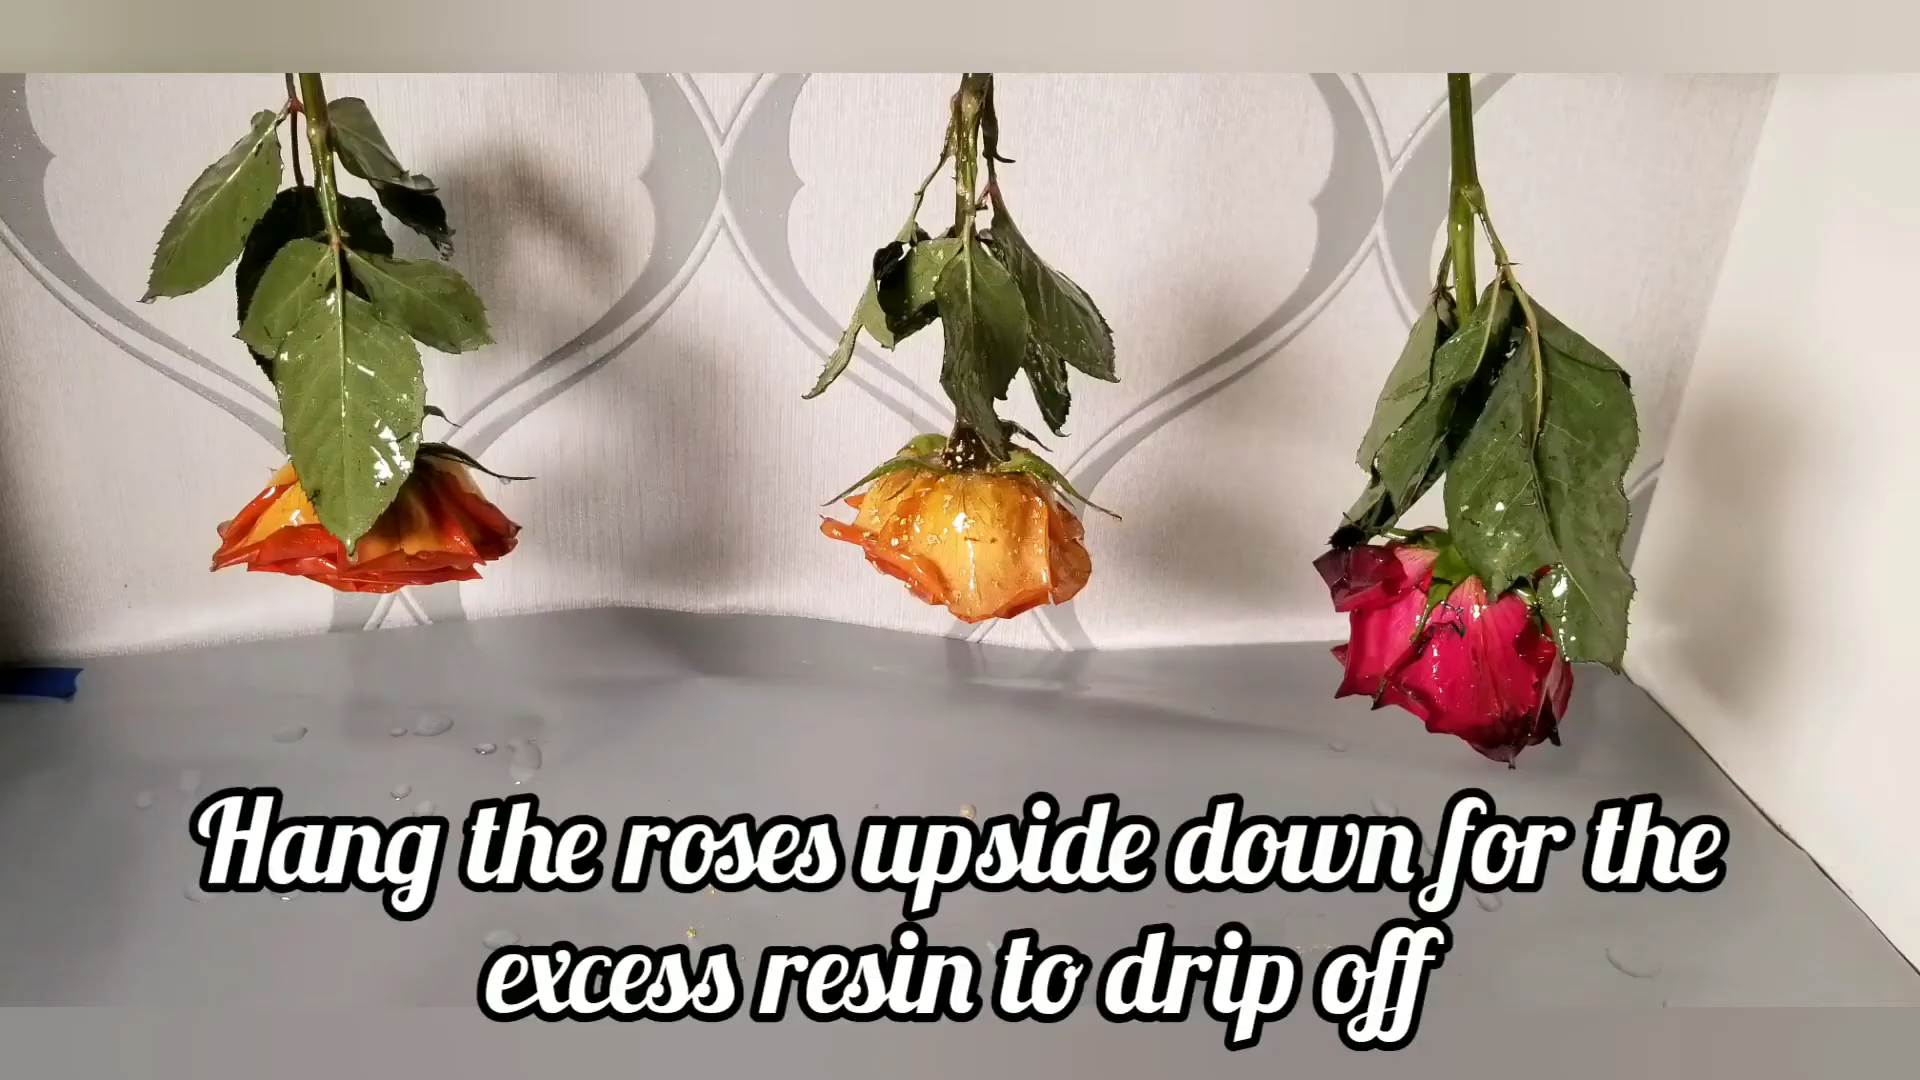 Hang the roses upside down for the
excess resin to drip off